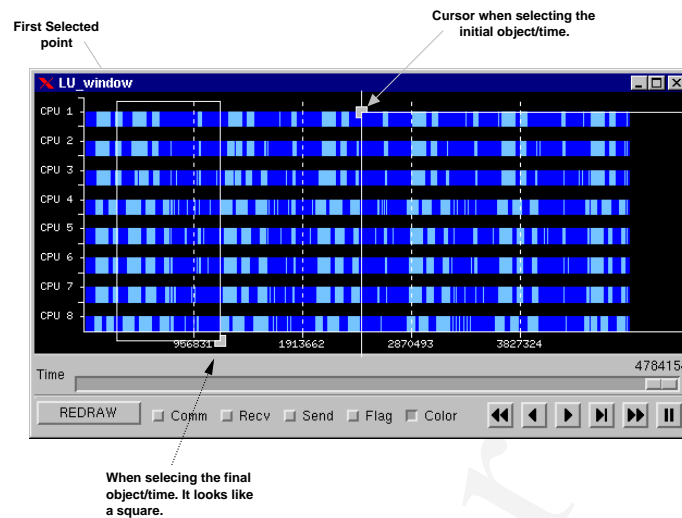 Cursor when selecting the
initial object/time.
First Selected
point
LU_window
CPU 1
CPU 2
CPU 3
CPU 4
CPU 5
CPU 6
CPU 7
CPU 8
956831 1913662 2870493 3827324
Time
478415
REDRAW Comm Recv Send Flag Color
When selecing the final
object/time. It looks like
a square.